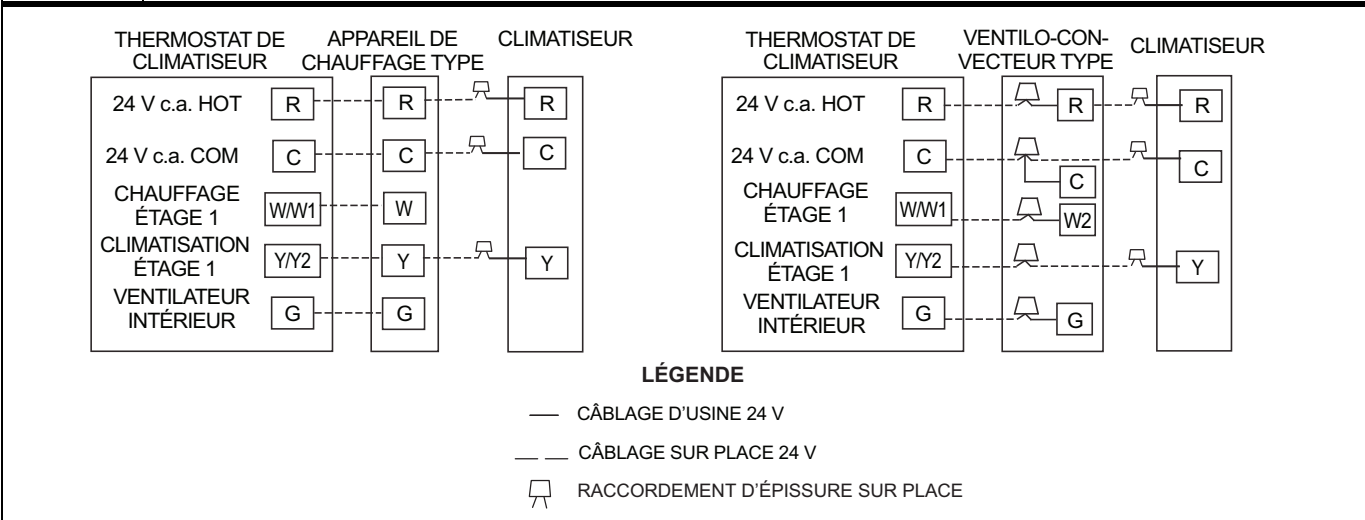 THERMOSTAT DE
CLIMATISEUR
APPAREIL DE
CHAUFFAGE TYPE
CLIMATISEUR
24 V c.a. HOT
R
R
R
24 V c.a. COM
C
C
C
CHAUFFAGE
ÉTAGE 1
W/W1
W
CLIMATISATION
ÉTAGE 1
Y/Y2
Y
Y
VENTILATEUR
INTÉRIEUR
G
G
THERMOSTAT DE
CLIMATISEUR
VENTILO-CON-
VECTEUR TYPE
CLIMATISEUR
24 V c.a. HOT
R
R
R
24 V c.a. COM
C
C
C
CHAUFFAGE
ÉTAGE 1
W/W1
W2
CLIMATISATION
ÉTAGE 1
Y/Y2
Y
VENTILATEUR
INTÉRIEUR
G
G
LÉGENDE
CÂBLAGE D'USINE 24 V
CÂBLAGE SUR PLACE 24 V
RACCORDEMENT D'ÉPISSURE SUR PLACE